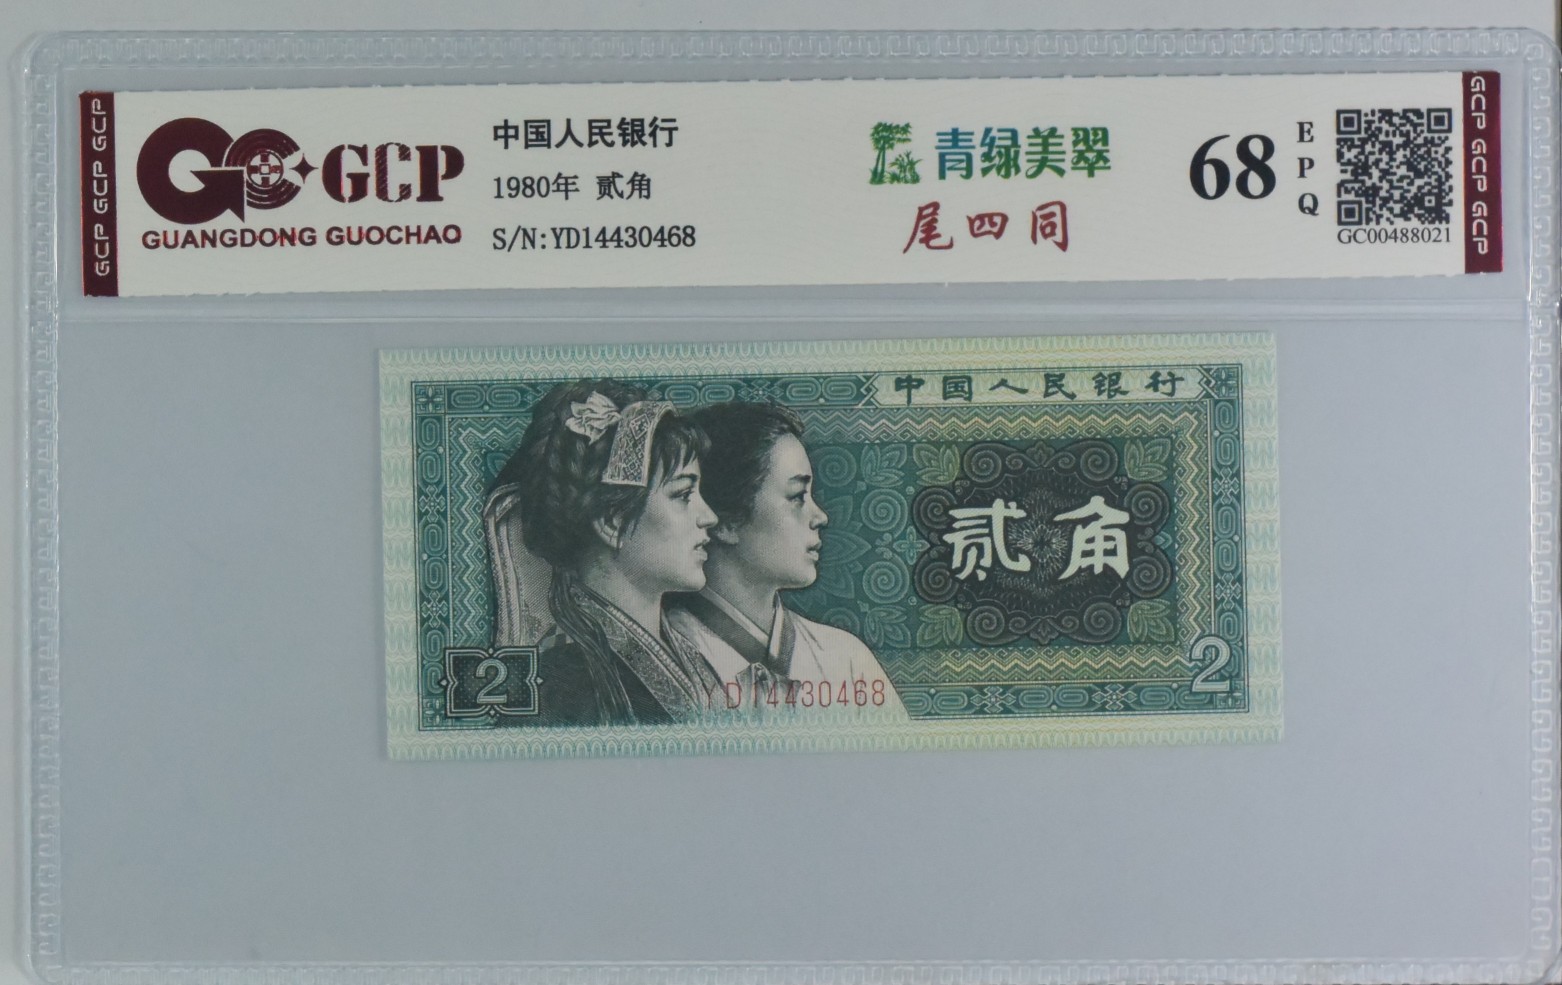 GCP GCP GCP
GCP
GUANGDONG GUOCHAO
中国人民银行
1980年 贰角
S/N:YD14430468
青绿美翠
尾四同
68
EPQ
GC00488021
GCP GCP GCP
中国人民银行
贰角
2
YD14430468
2